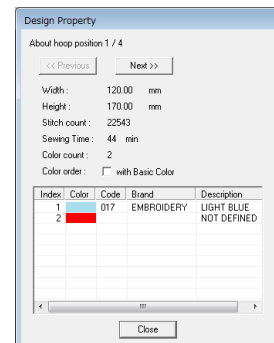 Design Property
About hoop position 1 / 4
<< Previous Next >>
Width : 120.00 mm
Height : 170.00 mm
Stitch count : 22543
Sewing Time : 44 min
Color count : 2
Color order : with Basic Color
Index Color Code Brand Description
1 017 EMBROIDERY LIGHT BLUE
2 NOT DEFINED
Close